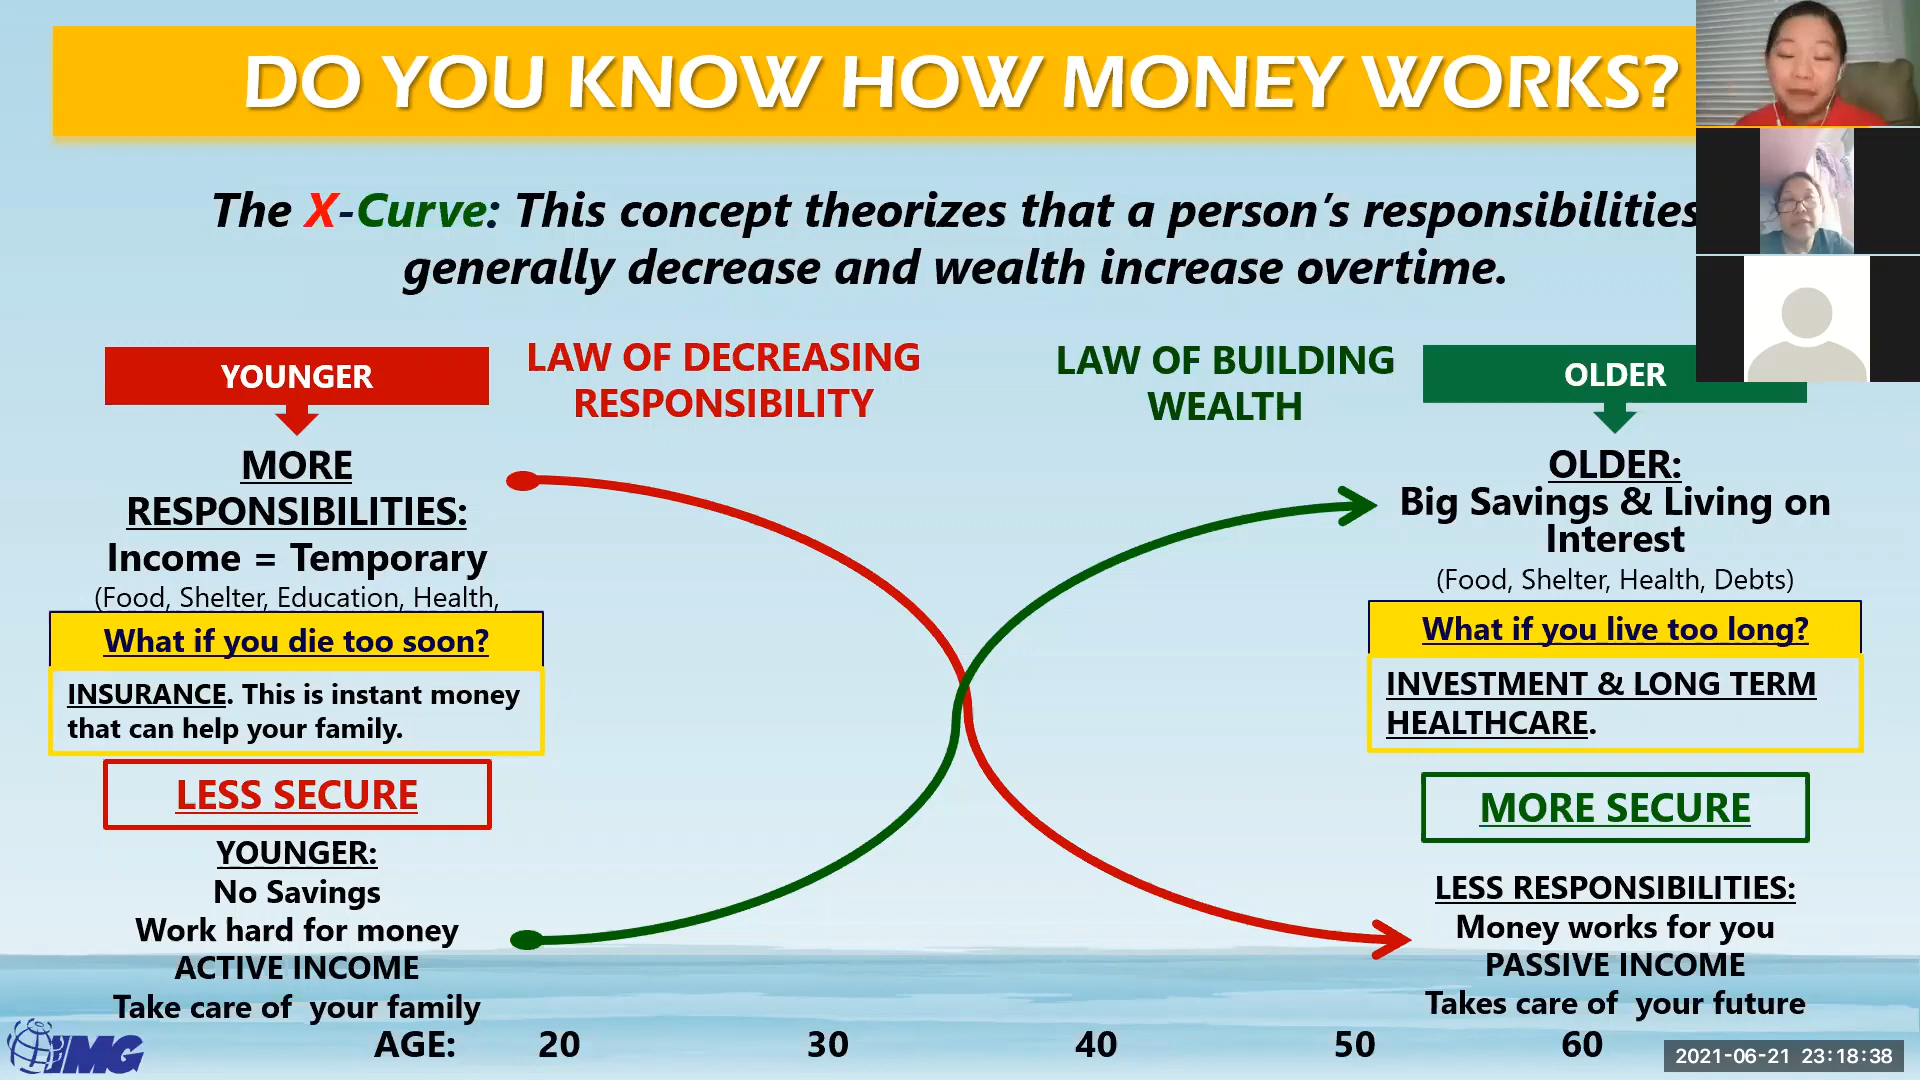 DO YOU KNOW HOW MONEY WORKS?
The X-Curve: This concept theorizes that a person's responsibilities
generally decrease and wealth increase overtime.
YOUNGER
MORE
RESPONSIBILITIES:
Income = Temporary
(Food, Shelter, Education, Health,
What if you die too soon?
INSURANCE. This is instant money
that can help your family.
LESS SECURE
YOUNGER:
No Savings
Work hard for money
ACTIVE INCOME
Take care of your family
LAW OF DECREASING
RESPONSIBILITY
LAW OF BUILDING
WEALTH
OLDER
OLDER:
Big Savings & Living on
Interest
(Food, Shelter, Health, Debts)
What if you live too long?
INVESTMENT & LONG TERM
HEALTHCARE.
MORE SECURE
LESS RESPONSIBILITIES:
Money works for you
PASSIVE INCOME
Takes care of your future
AGE: 20 30 40 50 60
IMG
2021-06-21 23:18:38